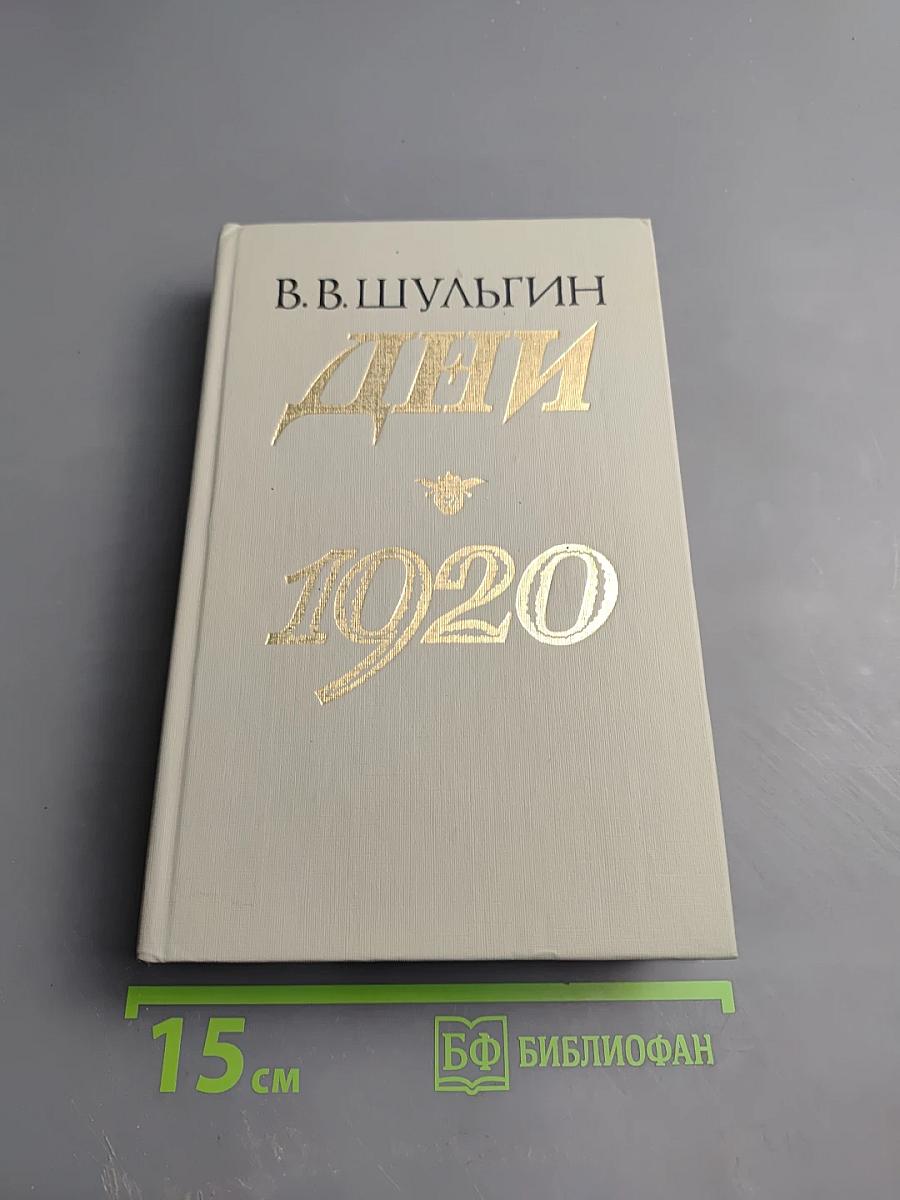 В. В. ШУЛЬГИН
ДНИ
1920
15 см
БФ БИБЛИОФАН